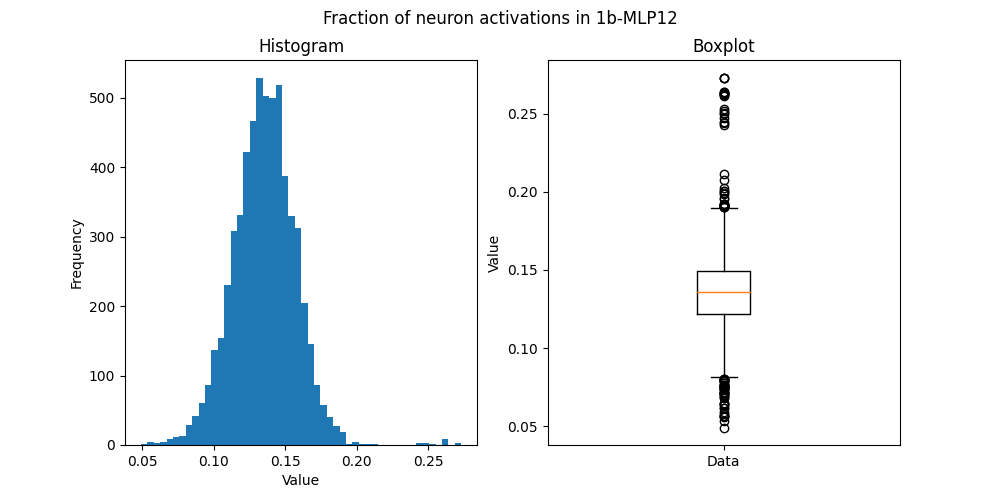 Fraction of neuron activations in 1b-MLP12
Histogram
Boxplot
500
400
300
200
100
0
Frequency
0.05 0.10 0.15 0.20 0.25
Value
0.25
0.20
0.15
0.10
0.05
Value
Data